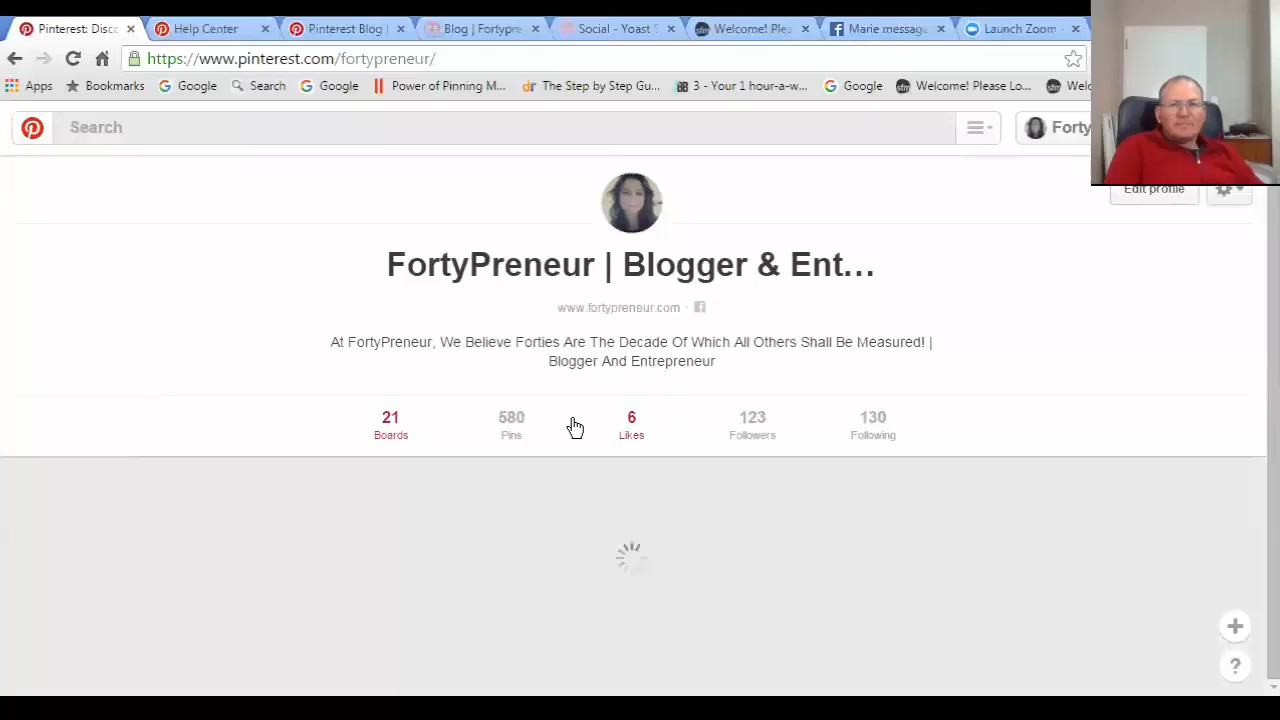 Pinterest: Disc
Help Center
Pinterest Blog |
Blog | Fortypre
Social - Yoast S
Welcome! Plea
Marie message
Launch Zoom
https://www.pinterest.com/fortypreneur/
Apps
Bookmarks
Google
Search
Google
Power of Pinning M...
The Step by Step Gu...
3 - Your 1 hour-a-w...
Google
Welcome! Please Lo...
Welc
Search
Forty
Edit profile
FortyPreneur | Blogger & Ent...
www.fortypreneur.com ·
At FortyPreneur, We Believe Forties Are The Decade Of Which All Others Shall Be Measured! |
Blogger And Entrepreneur
21
Boards
580
Pins
6
Likes
123
Followers
130
Following